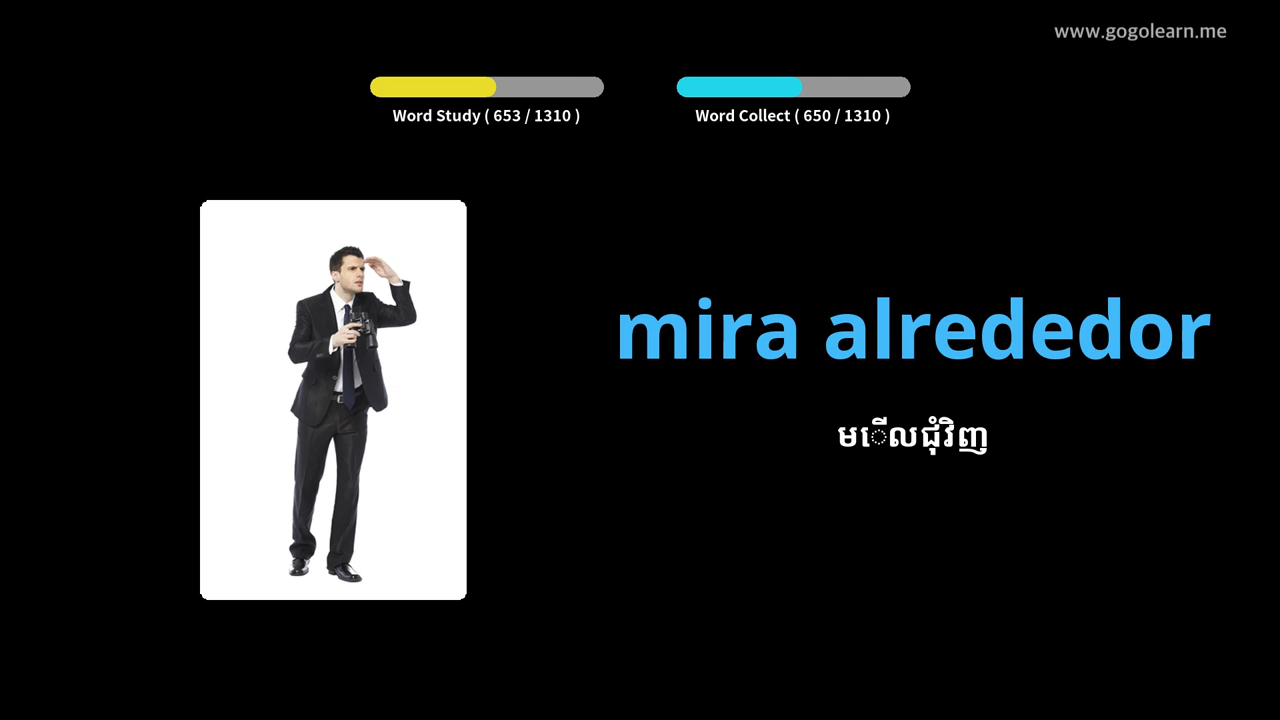 www.gogolearn.me
Word Study ( 653 / 1310 )
Word Collect ( 650 / 1310 )
mira alrededor
មើលជុំវិញ